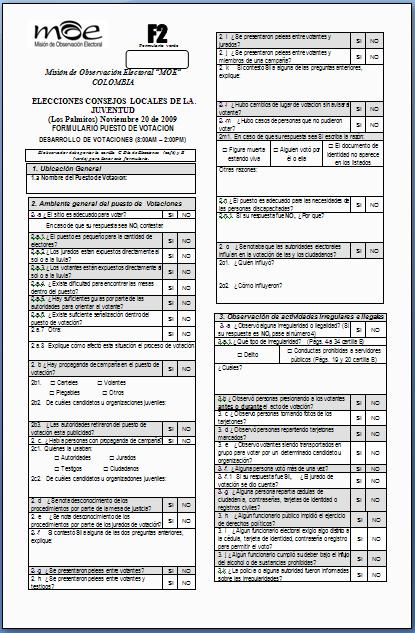 moe
Misión de Observación Electoral
F2
Formulario verde
Misión de Observación Electoral "MOE"
COLOMBIA
ELECCIONES CONSEJOS LOCALES DE LA
JUVENTUD
(Los Palmiros) Noviembre 20 de 2009
FORMULARIO PUESTO DE VOTACION
DESARROLLO DE VOTACIONES (8:00AM – 2:00PM)
1. Ubicación General
1.a Nombre del Puesto de Votacion:
2. Ambiente general del puesto de Votaciones
2. a ¿El sitio es adecuado para votar? SI NO
En caso de que su respuesta sea NO, contestar
2.a.1. ¿El puesto es pequeño para la cantidad de
electores? SI NO
2.a.2. ¿Los jurados estan expuestos directamente al
sol o a la lluvia? SI NO
2.a.3. ¿Los votantes están expuestos directamente al
sol o a la lluvia? SI NO
2.a.4. ¿Existe dificultad para encontrar las mesas
dentro del puesto? SI NO
2.a.5. ¿Hay suficientes guías por parte de las
autoridades para orientar al votante? SI NO
2.a.6. ¿Existe suficiente señalización dentro del
puesto de votación? SI NO
2.a.7 Otra:
2.a.8 Explique cómo afectó esta situación el proceso de votación
2. b ¿Hay propaganda de campaña en el puesto de
votación? SI NO
2b1. □ Carteles □ Volantes
□ Plegables □ Otros
2b2. De cuales candidatos u organizaciones juveniles:
2b3. ¿Las autoridades retiraron del puesto de
votación esta publicidad? SI NO
2. c. ¿Había personas con propaganda de campaña? SI NO
2c1. Quiénes la usaban:
□ Autoridades □ Jurados
□ Testigos □ Ciudadanos
2c2. De cuales candidatos u organizaciones juveniles:
2. d ¿Se nota desconocimiento de los
procedimientos por parte de la mesa de justicia? SI NO
2. e ¿Se nota desconocimiento de los
procedimientos por parte de los jurados de votación? SI NO
2. f Si contestó SI a alguna de las preguntas anteriores,
explique:
2. g ¿Se presentaron peleas entre votantes? SI NO
2. h ¿Se presentaron peleas entre votantes y
testigos? SI NO
2. i ¿Se presentaron peleas entre votantes y
jurados? SI NO
2. j ¿Se presentaron peleas entre votantes y
miembros de una campaña? SI NO
2. k Si contestó SI a alguna de las preguntas anteriores,
explique:
2. l ¿Hubo cambios de lugar de votación sin avisar al
votante? SI NO
2. m ¿Hubo casos de personas que no pudieron
votar? SI NO
2m1. En caso de que su respuesta sea SI escriba la razón:
□ Figura muerta
estando viva
□ Alguien votó por
él o ella
□ El documento de
identidad no aparece
en los listados
Otras razones:
2. n ¿El puesto es adecuado para las necesidades de
las personas discapacitadas? SI NO
2.n.1. Si su respuesta fue NO, ¿Por qué?
2. o ¿Se notaba que las autoridades electorales
influían en la votación de las y los ciudadanos? SI NO
2o1. ¿Quién influyó?
2o2. ¿Cómo influyeron?
3. Observación de actividades irregulares e ilegales
3. a ¿Observó alguna irregularidad o ilegalidad? (Si
su respuesta es NO, pase al número 4) SI NO
3.a.1. ¿Qué tipo de irregularidad? (Págs. 4 a 34 cartilla E)
□ Delito
□ Conductas prohibidas a servidores
públicos (Págs. 19 y 20 cartilla E)
¿Cuáles?
3.b ¿Observó personas presionando a los votantes
antes o durante el acto de votación? SI NO
3. c ¿Observó personas tomando fotos de los
tarjetones? SI NO
3. d ¿Observó personas repartiendo tarjetones
marcados? SI NO
3. e ¿Observó votantes siendo transportados en
grupo para votar por un determinado candidato u
organización? SI NO
3. f. ¿Alguna persona votó más de una vez? SI NO
3. f.1 Si su respuesta fue SI, ¿El jurado de
votación se dio cuenta? SI NO
3. g ¿Alguna persona repartía cédulas de
ciudadanía, contraseñas, tarjetas de identidad o
registros civiles? SI NO
3. h. ¿Algún funcionario público impidió el ejercicio
de derechos políticos? SI NO
3. i. ¿Algún funcionario electoral exigió algo distinto a
la cédula, tarjeta de identidad, contraseña o registro
para permitir el voto? SI NO
3. j ¿Algún funcionario cumplió su deber bajo el influjo
del alcohol o de sustancias prohibidas? SI NO
3.k ¿La policía o alguna autoridad fueron informadas
sobre las irregularidades? SI NO